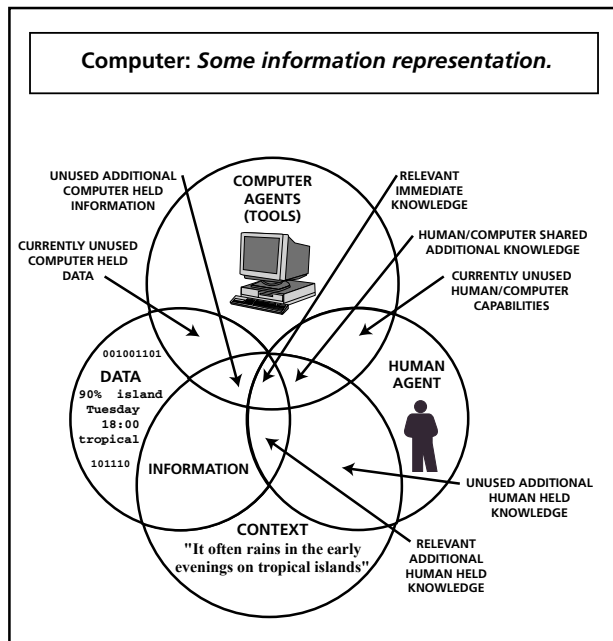 Computer: Some information representation.
UNUSED ADDITIONAL
COMPUTER HELD
INFORMATION
COMPUTER
AGENTS
(TOOLS)
RELEVANT
IMMEDIATE
KNOWLEDGE
HUMAN/COMPUTER SHARED
ADDITIONAL KNOWLEDGE
CURRENTLY UNUSED
COMPUTER HELD
DATA
CURRENTLY UNUSED
HUMAN/COMPUTER
CAPABILITIES
001001101
DATA
90% island
Tuesday
18:00
tropical
101110
HUMAN
AGENT
INFORMATION
UNUSED ADDITIONAL
HUMAN HELD
KNOWLEDGE
CONTEXT
"It often rains in the early
evenings on tropical islands"
RELEVANT
ADDITIONAL
HUMAN HELD
KNOWLEDGE